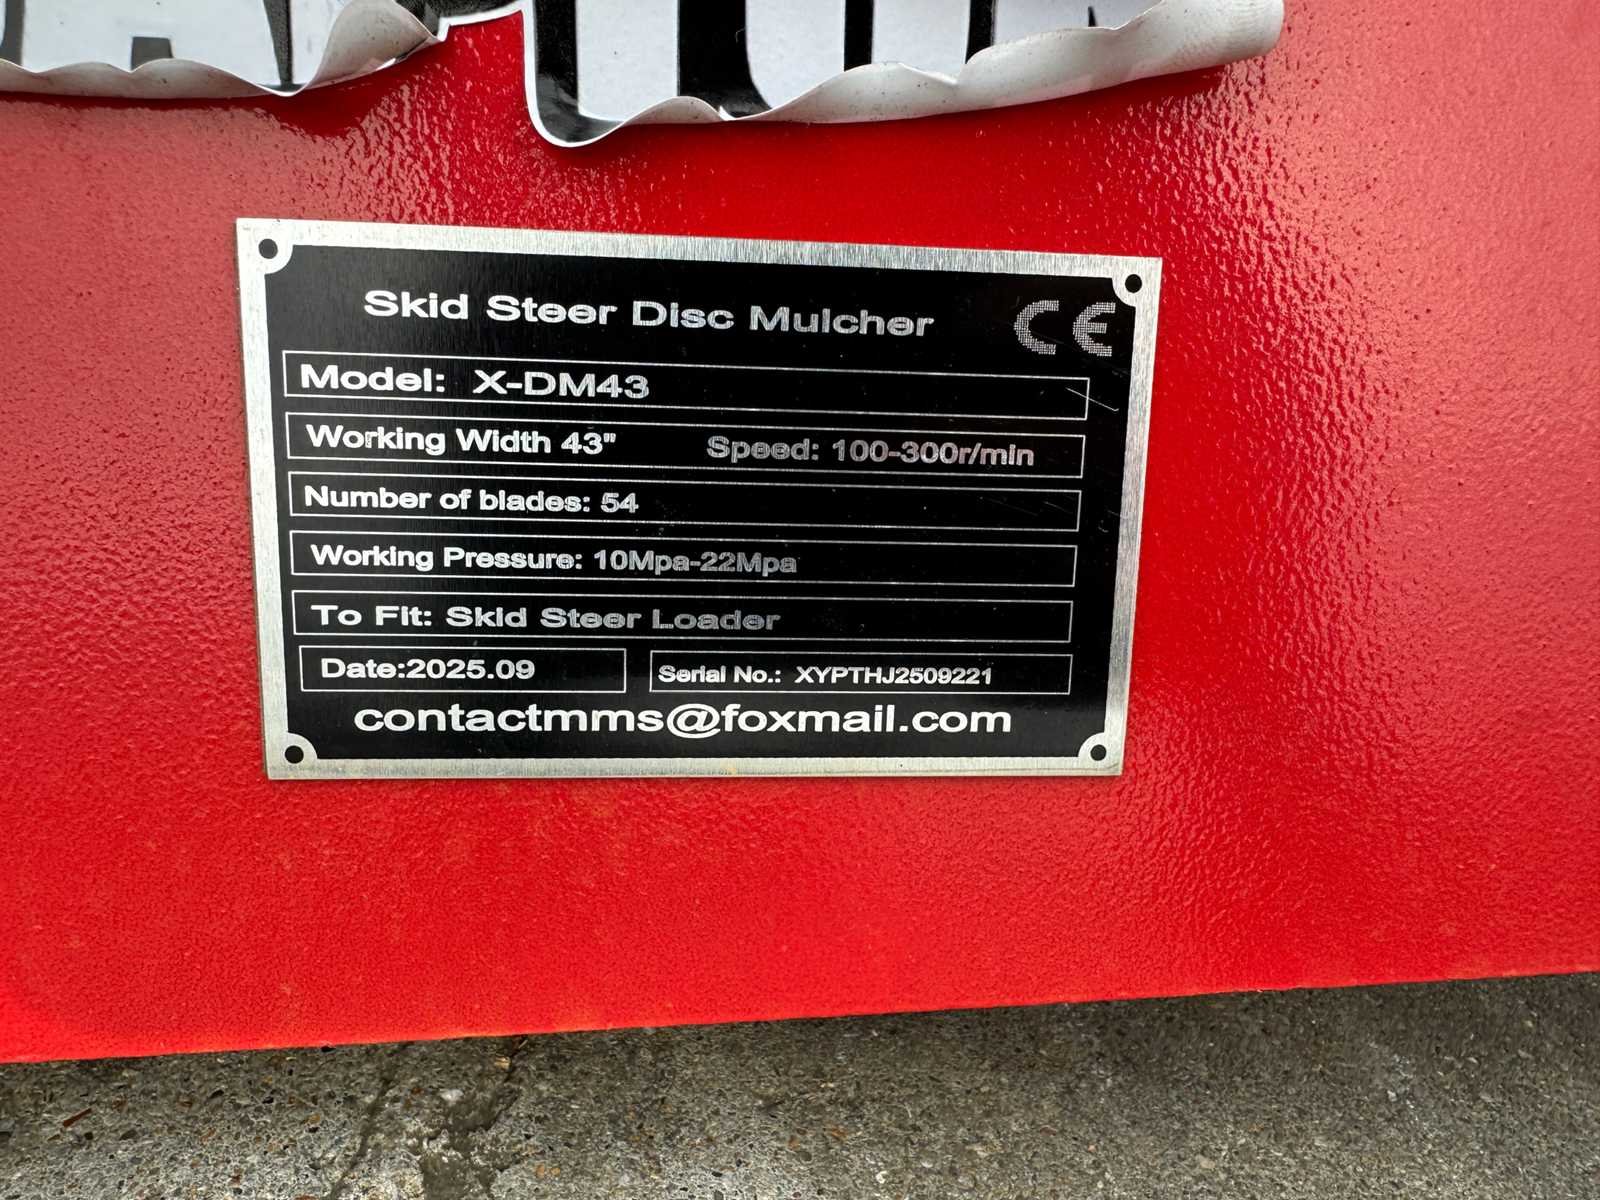 Skid Steer Disc Mulcher CE
Model: X-DM43
Working Width 43" Speed: 100-300r/min
Number of blades: 54
Working Pressure: 10Mpa-22Mpa
To Fit: Skid Steer Loader
Date:2025.09 Serial No.: XYPTHJ2509221
contactmms@foxmail.com